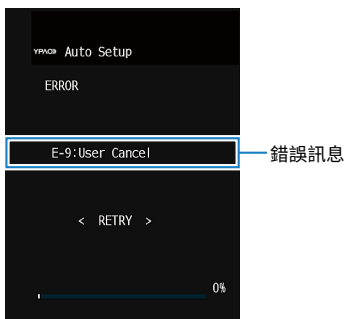 YPAO Auto Setup
ERROR
E-9:User Cancel
錯誤訊息
< RETRY >
0%